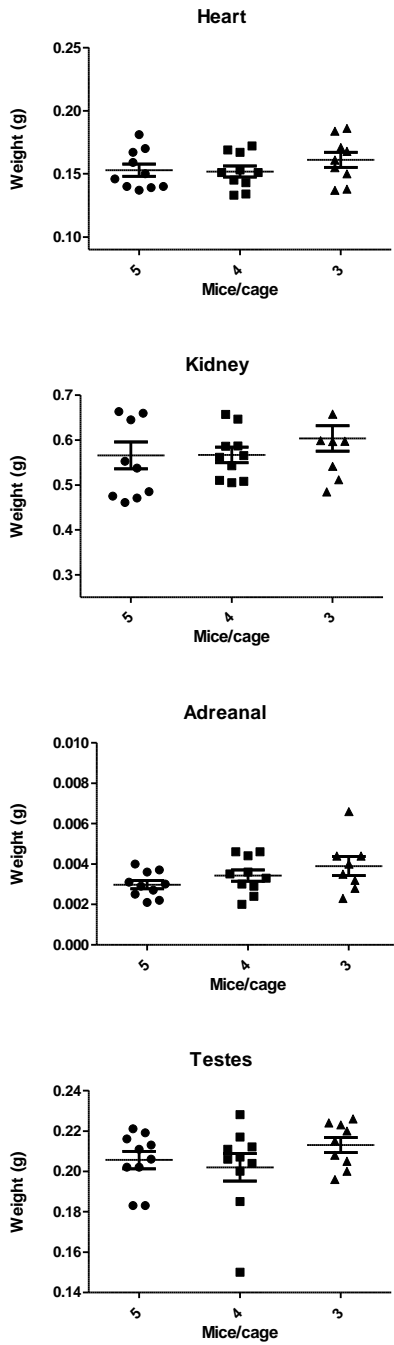 Heart
0.25
0.20
0.15
0.10
Weight (g)
5
4
3
Mice/cage
Kidney
0.7
0.6
0.5
0.4
0.3
Weight (g)
5
4
3
Mice/cage
Adreanal
0.010
0.008
0.006
0.004
0.002
0.000
Weight (g)
5
4
3
Mice/cage
Testes
0.24
0.22
0.20
0.18
0.16
0.14
Weight (g)
5
4
3
Mice/cage